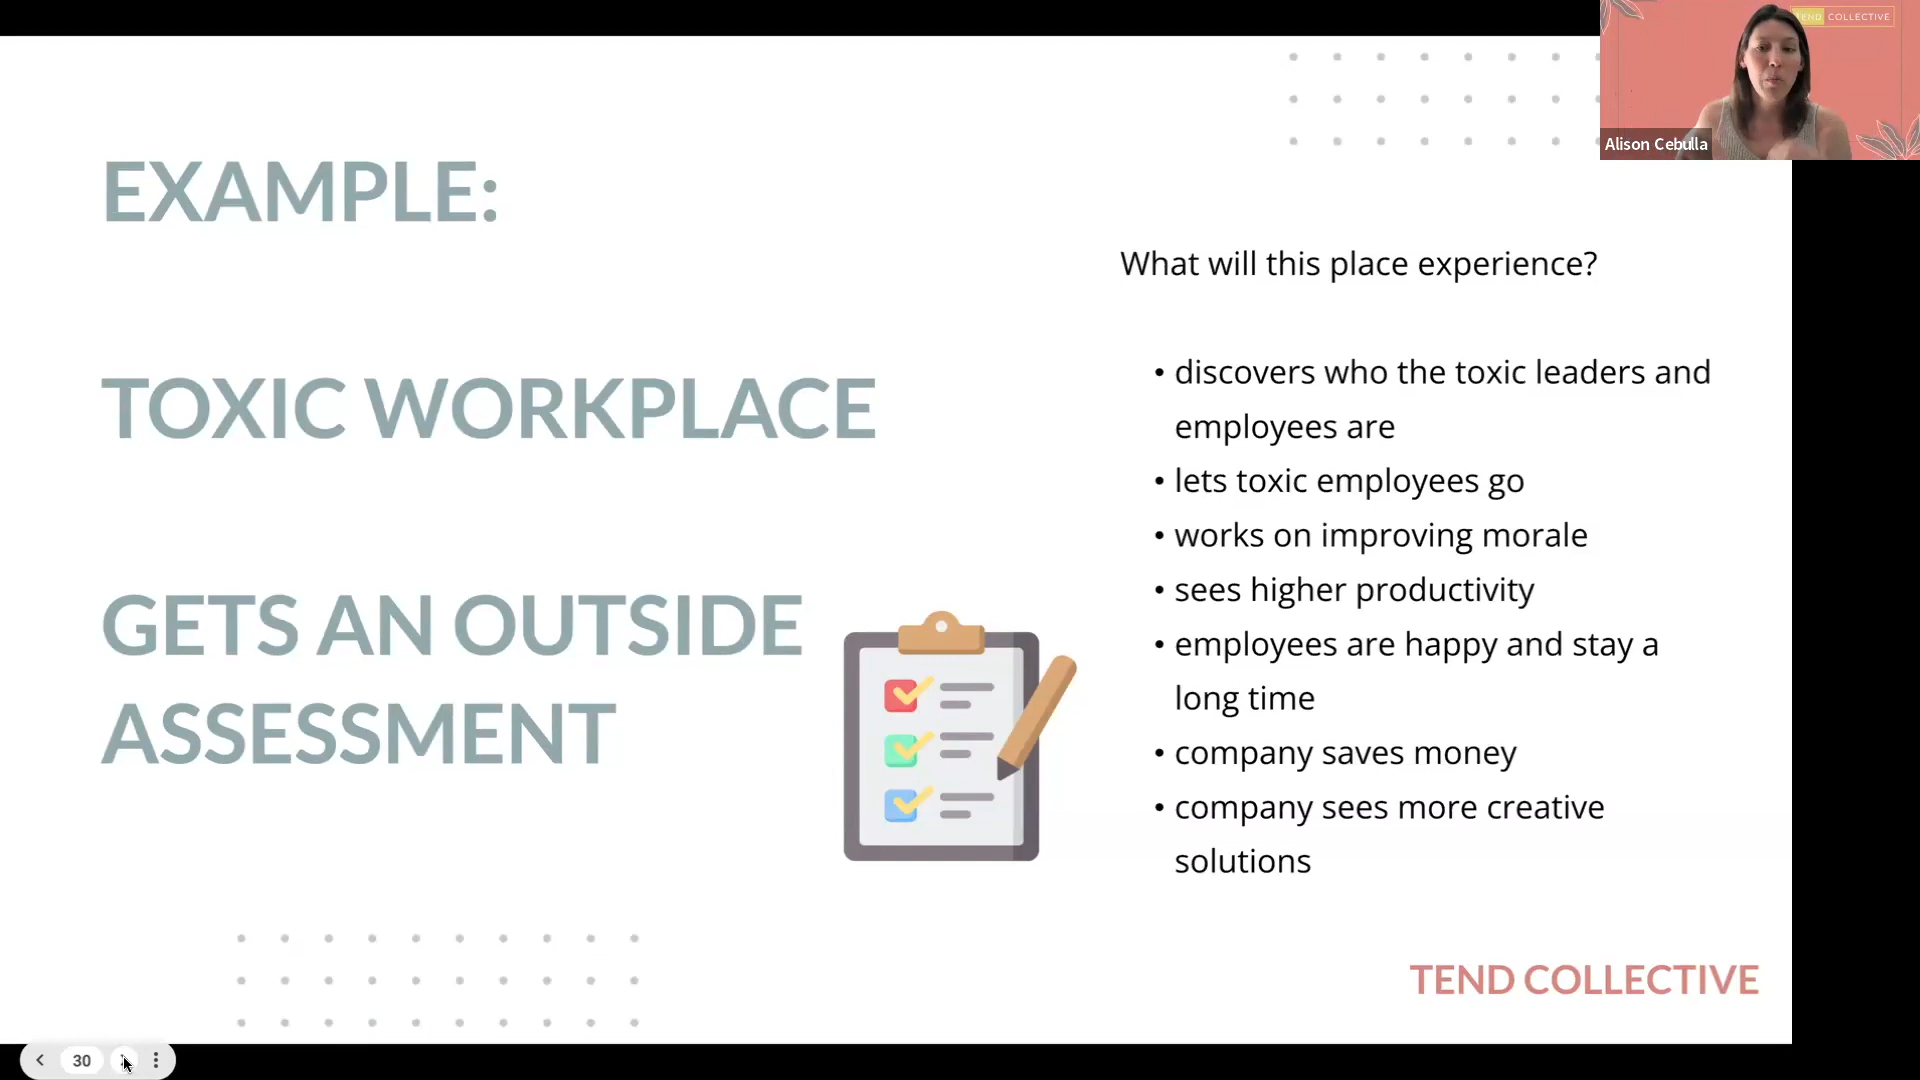 TEND COLLECTIVE
Alison Cebulla
EXAMPLE:
TOXIC WORKPLACE
GETS AN OUTSIDE
ASSESSMENT
What will this place experience?
• discovers who the toxic leaders and
employees are
• lets toxic employees go
• works on improving morale
• sees higher productivity
• employees are happy and stay a
long time
• company saves money
• company sees more creative
solutions
TEND COLLECTIVE
30